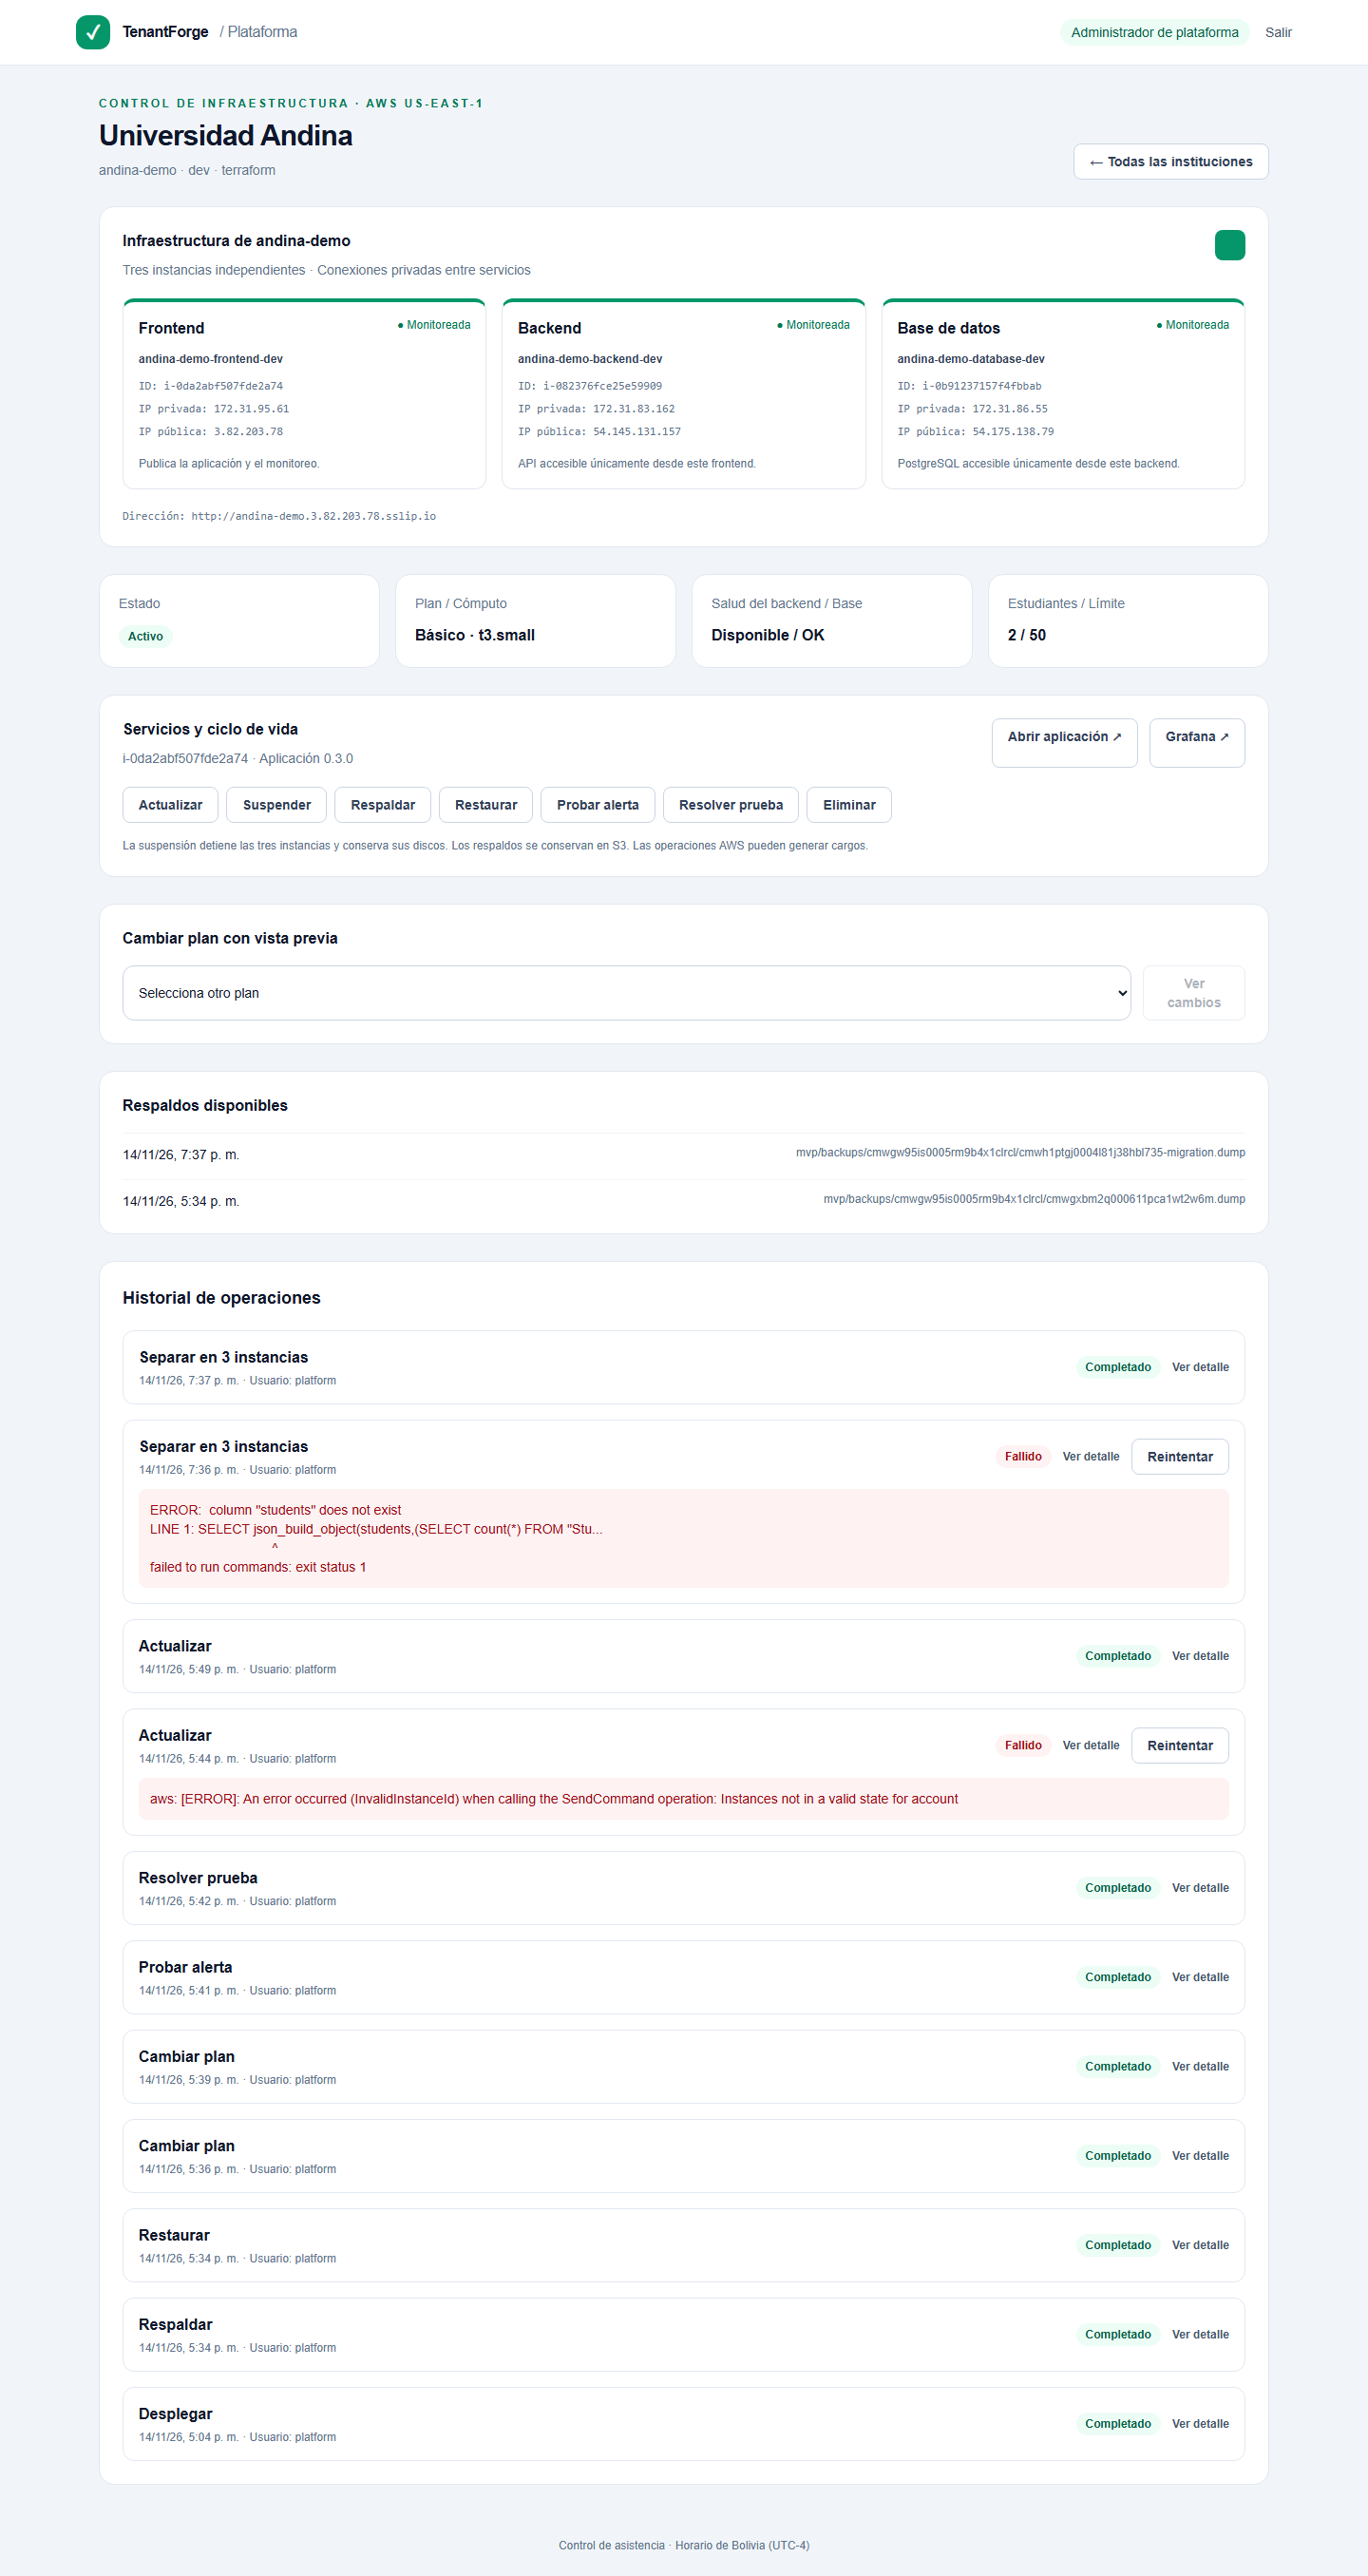 TenantForge / Plataforma
Administrador de plataforma
Salir
CONTROL DE INFRAESTRUCTURA · AWS US-EAST-1
Universidad Andina
andina-demo · dev · terraform
← Todas las instituciones
Infraestructura de andina-demo
Tres instancias independientes · Conexiones privadas entre servicios
Frontend
● Monitoreada
andina-demo-frontend-dev
ID: i-0da2abf507fde2a74
IP privada: 172.31.95.61
IP pública: 3.82.203.78
Publica la aplicación y el monitoreo.
Backend
● Monitoreada
andina-demo-backend-dev
ID: i-082376fce25e59909
IP privada: 172.31.83.162
IP pública: 54.145.131.157
API accesible únicamente desde este frontend.
Base de datos
● Monitoreada
andina-demo-database-dev
ID: i-0b91237157f4fbbab
IP privada: 172.31.86.55
IP pública: 54.175.138.79
PostgreSQL accesible únicamente desde este backend.
Dirección: http://andina-demo.3.82.203.78.sslip.io
Estado
Activo
Plan / Cómputo
Básico · t3.small
Salud del backend / Base
Disponible / OK
Estudiantes / Límite
2 / 50
Servicios y ciclo de vida
i-0da2abf507fde2a74 · Aplicación 0.3.0
Abrir aplicación ↗
Grafana ↗
Actualizar
Suspender
Respaldar
Restaurar
Probar alerta
Resolver prueba
Eliminar
La suspensión detiene las tres instancias y conserva sus discos. Los respaldos se conservan en S3. Las operaciones AWS pueden generar cargos.
Cambiar plan con vista previa
Selecciona otro plan
Ver
cambios
Respaldos disponibles
14/11/26, 7:37 p. m.
mvp/backups/cmwgw95is0005rm9b4x1clrcl/cmwh1ptgj0004l81j38hbl735-migration.dump
14/11/26, 5:34 p. m.
mvp/backups/cmwgw95is0005rm9b4x1clrcl/cmwgxbm2q000611pca1wt2w6m.dump
Historial de operaciones
Separar en 3 instancias
14/11/26, 7:37 p. m. · Usuario: platform
Completado
Ver detalle
Separar en 3 instancias
14/11/26, 7:36 p. m. · Usuario: platform
Fallido
Ver detalle
Reintentar
ERROR:  column "students" does not exist
LINE 1: SELECT json_build_object(students,(SELECT count(*) FROM "Stu...
^
failed to run commands: exit status 1
Actualizar
14/11/26, 5:49 p. m. · Usuario: platform
Completado
Ver detalle
Actualizar
14/11/26, 5:44 p. m. · Usuario: platform
Fallido
Ver detalle
Reintentar
aws: [ERROR]: An error occurred (InvalidInstanceId) when calling the SendCommand operation: Instances not in a valid state for account
Resolver prueba
14/11/26, 5:42 p. m. · Usuario: platform
Completado
Ver detalle
Probar alerta
14/11/26, 5:41 p. m. · Usuario: platform
Completado
Ver detalle
Cambiar plan
14/11/26, 5:39 p. m. · Usuario: platform
Completado
Ver detalle
Cambiar plan
14/11/26, 5:36 p. m. · Usuario: platform
Completado
Ver detalle
Restaurar
14/11/26, 5:34 p. m. · Usuario: platform
Completado
Ver detalle
Respaldar
14/11/26, 5:34 p. m. · Usuario: platform
Completado
Ver detalle
Desplegar
14/11/26, 5:04 p. m. · Usuario: platform
Completado
Ver detalle
Control de asistencia · Horario de Bolivia (UTC-4)